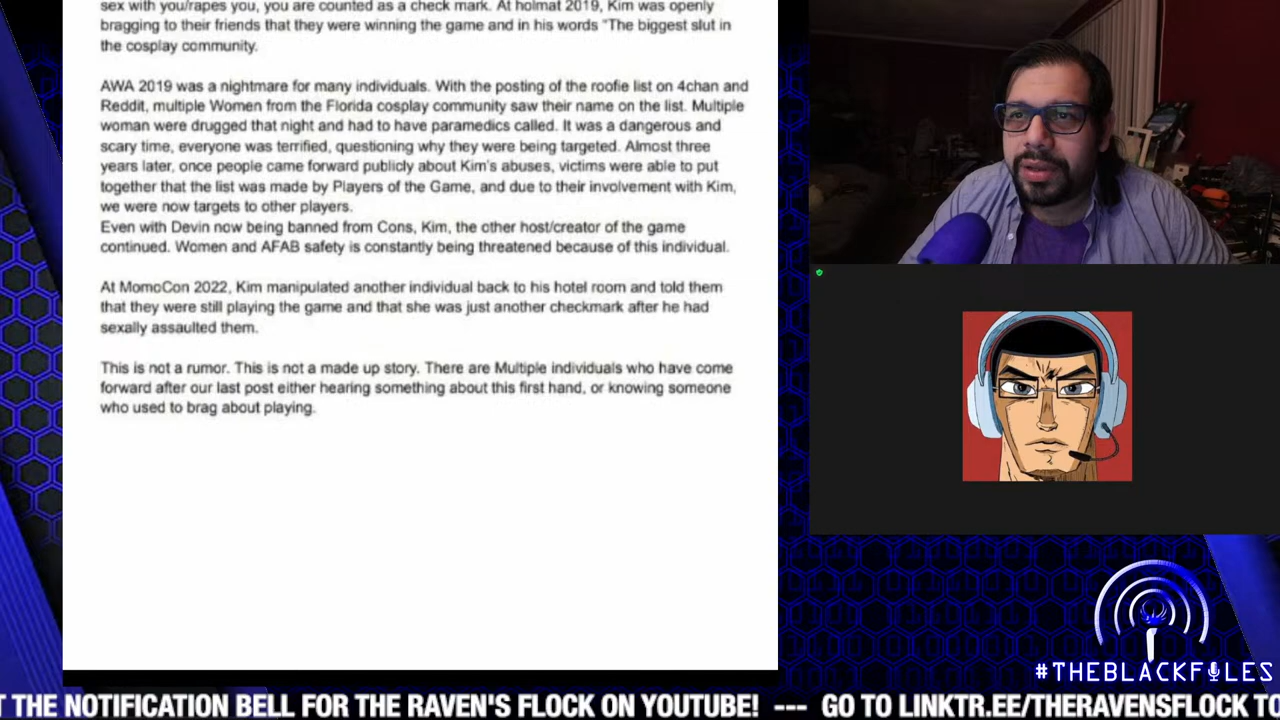 sex with you/rapes you, you are counted as a check mark. At holmat 2019, Kim was openly
bragging to their friends that they were winning the game and in his words "The biggest slut in
the cosplay community.
AWA 2019 was a nightmare for many individuals. With the posting of the roofie list on 4chan and
Reddit, multiple Women from the Florida cosplay community saw their name on the list. Multiple
woman were drugged that night and had to have paramedics called. It was a dangerous and
scary time, everyone was terrified, questioning why they were being targeted. Almost three
years later, once people came forward publicly about Kim's abuses, victims were able to put
together that the list was made by Players of the Game, and due to their involvement with Kim,
we were now targets to other players.
Even with Devin now being banned from Cons, Kim, the other host/creator of the game
continued. Women and AFAB safety is constantly being threatened because of this individual.
At MomoCon 2022, Kim manipulated another individual back to his hotel room and told them
that they were still playing the game and that she was just another checkmark after he had
sexally assaulted them.
This is not a rumor. This is not a made up story. There are Multiple individuals who have come
forward after our last post either hearing something about this first hand, or knowing someone
who used to brag about playing.
#THEBLACKFILES
T THE NOTIFICATION BELL FOR THE RAVEN'S FLOCK ON YOUTUBE! --- GO TO LINKTR.EE/THERAVENSFLOCK TO